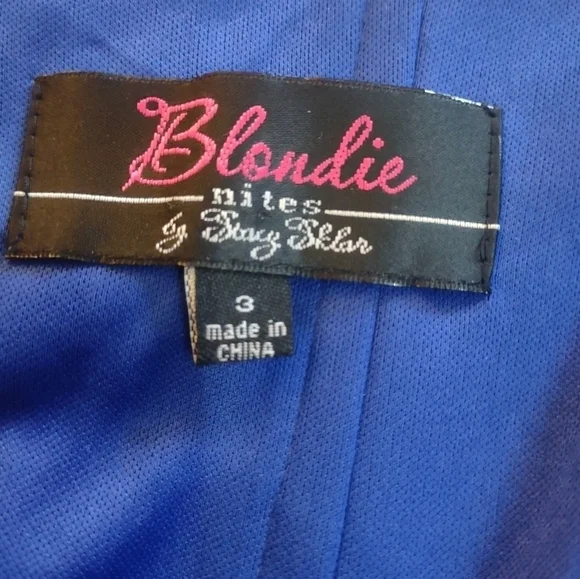 Blondie
nites
by Stacy Sklar
3
made in
CHINA